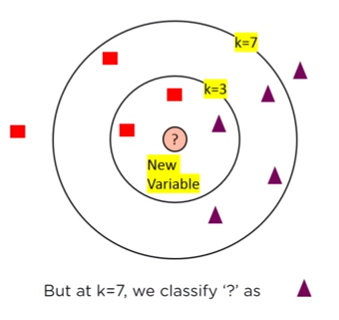 k=7
k=3
?
New
Variable
But at k=7, we classify ‘?’ as